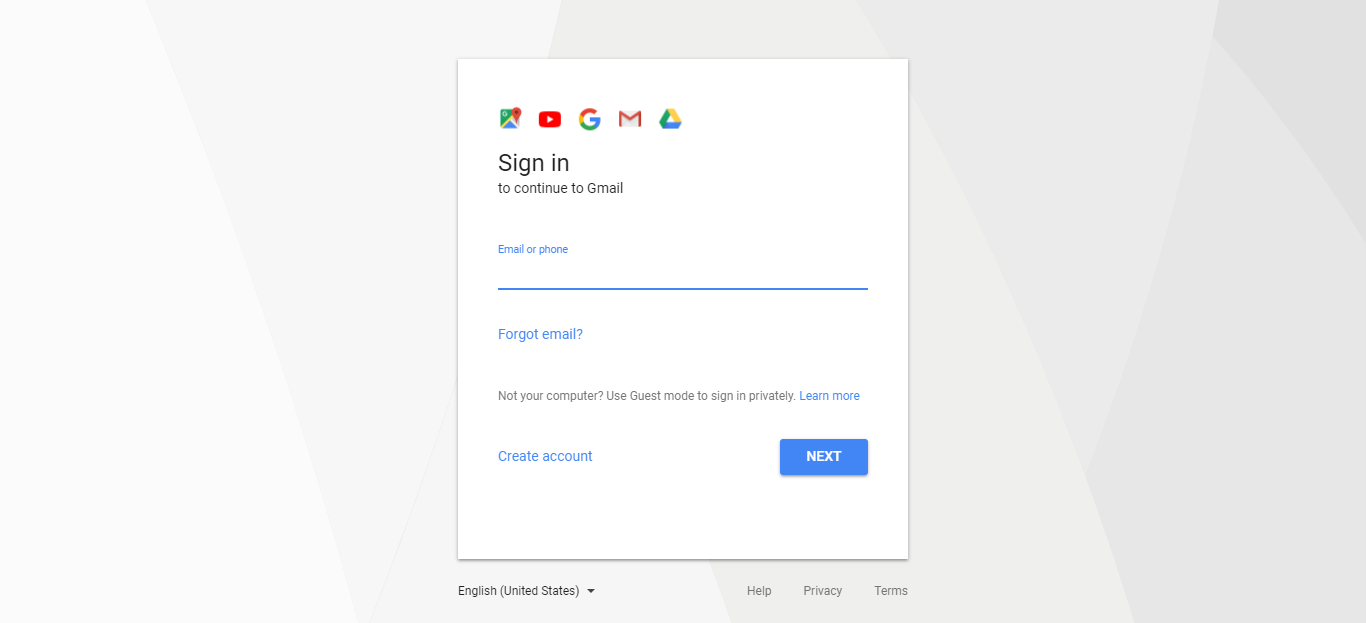 Sign in
to continue to Gmail
Email or phone
Forgot email?
Not your computer? Use Guest mode to sign in privately. Learn more
Create account
NEXT
English (United States)
Help
Privacy
Terms